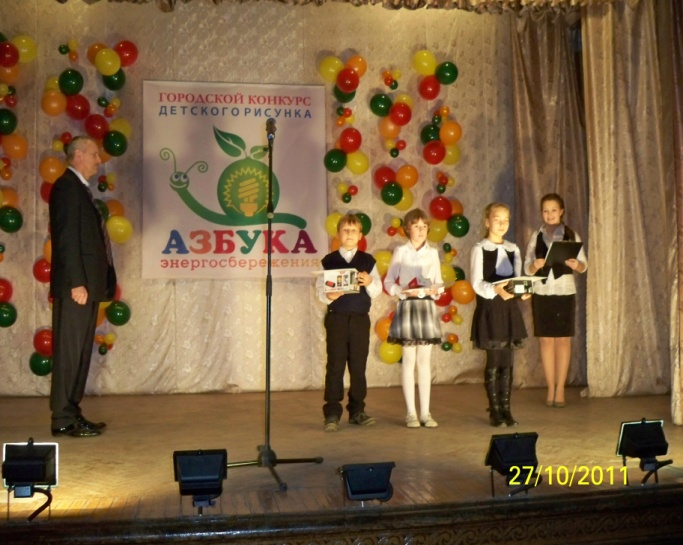 ГОРОДСКОЙ КОНКУРС
ДЕТСКОГО РИСУНКА
АЗБУКА
энергосбережения
27/10/2011